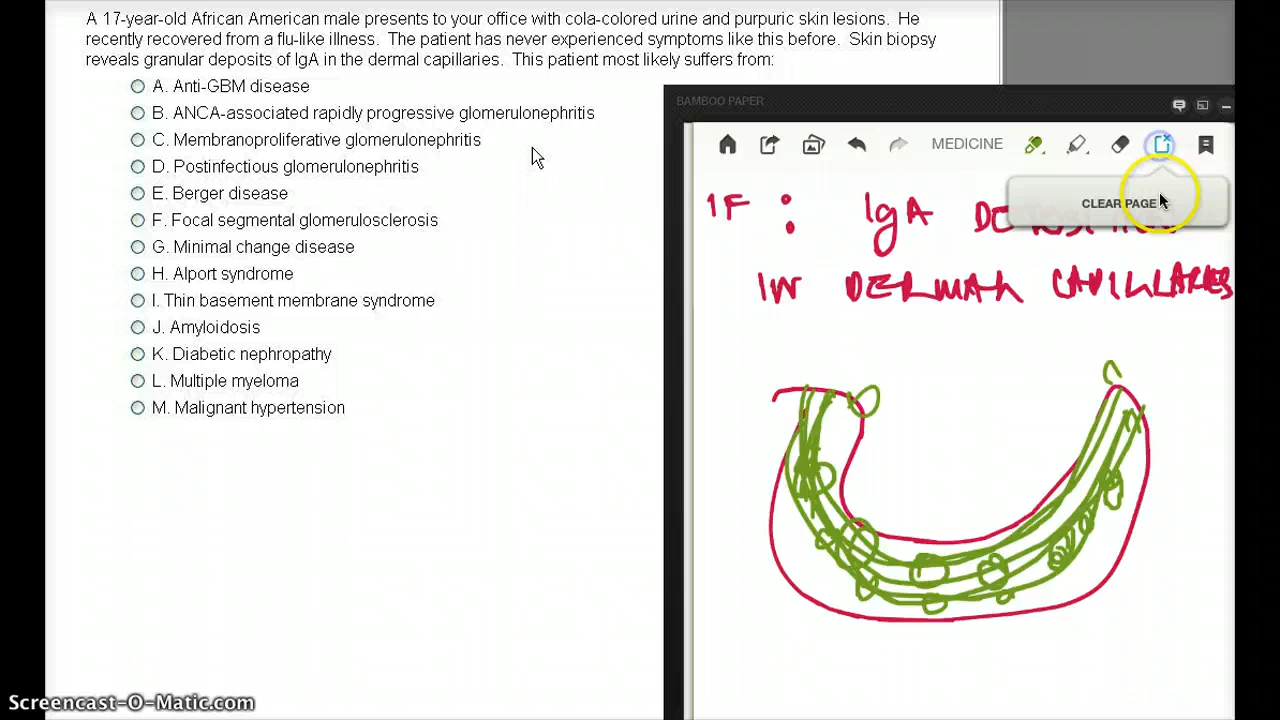 A 17-year-old African American male presents to your office with cola-colored urine and purpuric skin lesions. He
recently recovered from a flu-like illness. The patient has never experienced symptoms like this before. Skin biopsy
reveals granular deposits of IgA in the dermal capillaries. This patient most likely suffers from:
A. Anti-GBM disease
B. ANCA-associated rapidly progressive glomerulonephritis
C. Membranoproliferative glomerulonephritis
D. Postinfectious glomerulonephritis
E. Berger disease
F. Focal segmental glomerulosclerosis
G. Minimal change disease
H. Alport syndrome
I. Thin basement membrane syndrome
J. Amyloidosis
K. Diabetic nephropathy
L. Multiple myeloma
M. Malignant hypertension
BAMBOO PAPER
MEDICINE
CLEAR PAGE
IF : IgA
IN DERMAL CAPILLARIES
Screencast-O-Matic.com